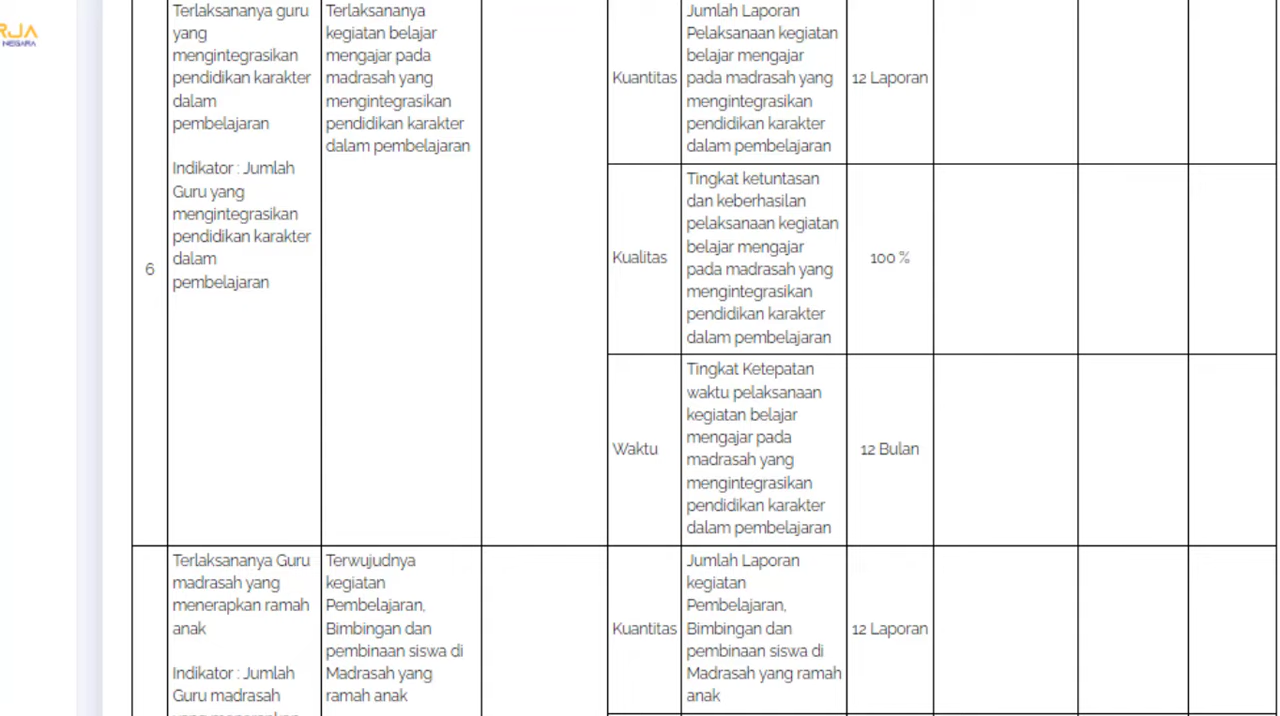 RJA
NEGARA
Terlaksananya guru
yang
mengintegrasikan
pendidikan karakter
dalam
pembelajaran
Indikator : Jumlah
Guru yang
mengintegrasikan
pendidikan karakter
dalam
pembelajaran
Terlaksananya
kegiatan belajar
mengajar pada
madrasah yang
mengintegrasikan
pendidikan karakter
dalam pembelajaran
Kuantitas
Jumlah Laporan
Pelaksanaan kegiatan
belajar mengajar
pada madrasah yang
mengintegrasikan
pendidikan karakter
dalam pembelajaran
12 Laporan
6
Kualitas
Tingkat ketuntasan
dan keberhasilan
pelaksanaan kegiatan
belajar mengajar
pada madrasah yang
mengintegrasikan
pendidikan karakter
dalam pembelajaran
100 %
Waktu
Tingkat Ketepatan
waktu pelaksanaan
kegiatan belajar
mengajar pada
madrasah yang
mengintegrasikan
pendidikan karakter
dalam pembelajaran
12 Bulan
Terlaksananya Guru
madrasah yang
menerapkan ramah
anak
Indikator : Jumlah
Guru madrasah
Terwujudnya
kegiatan
Pembelajaran,
Bimbingan dan
pembinaan siswa di
Madrasah yang
ramah anak
Kuantitas
Jumlah Laporan
kegiatan
Pembelajaran,
Bimbingan dan
pembinaan siswa di
Madrasah yang ramah
anak
12 Laporan